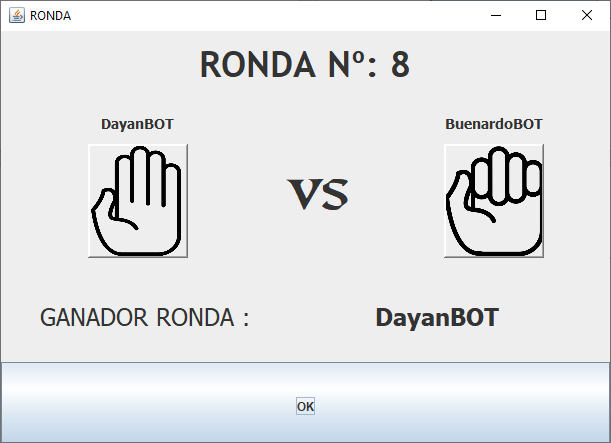 RONDA
RONDA Nº: 8
DayanBOT
BuenardoBOT
VS
GANADOR RONDA :
DayanBOT
OK